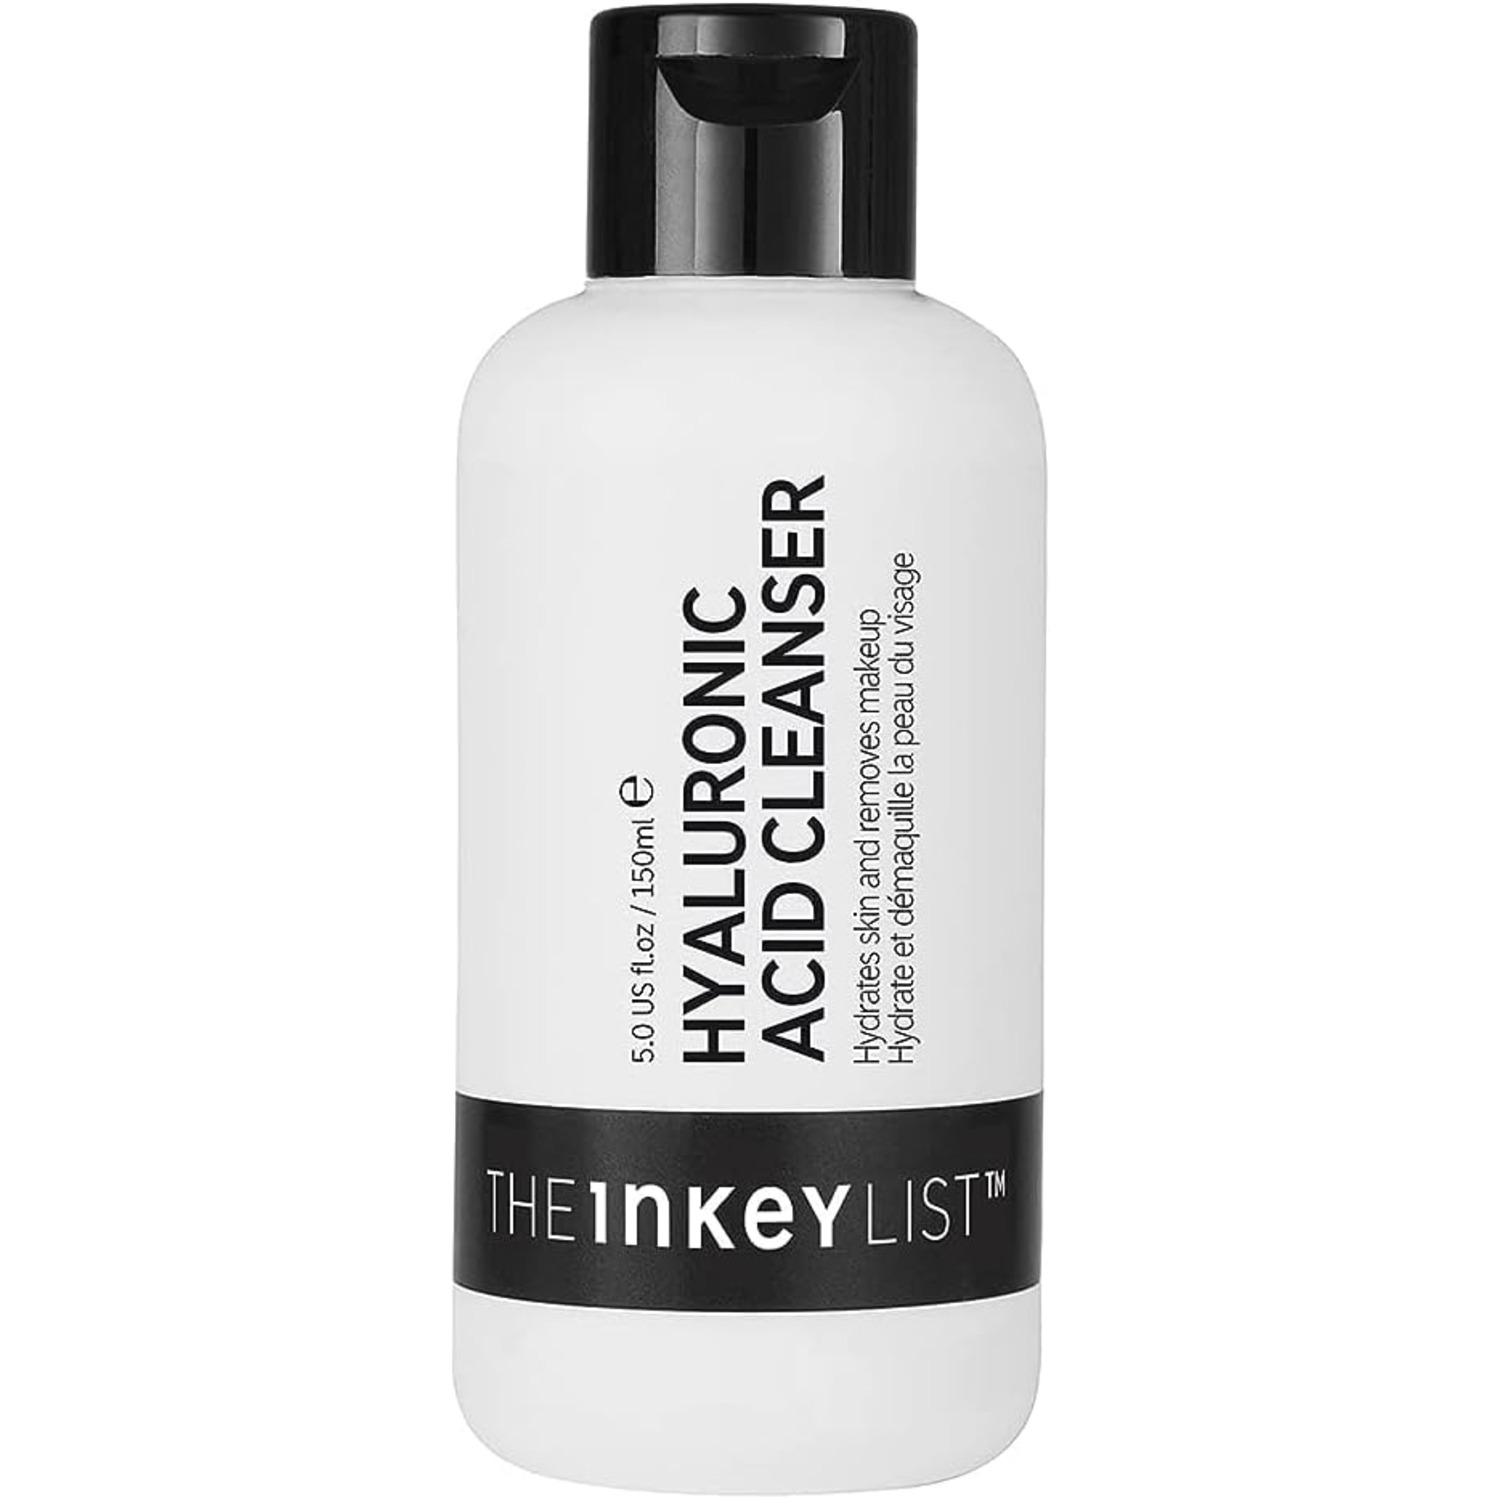 5.0 US fl.oz / 150ml ℮
HYALURONIC
ACID CLEANSER
Hydrates skin and removes makeup
Hydrate et démaquille la peau du visage
THE INKEY LIST™